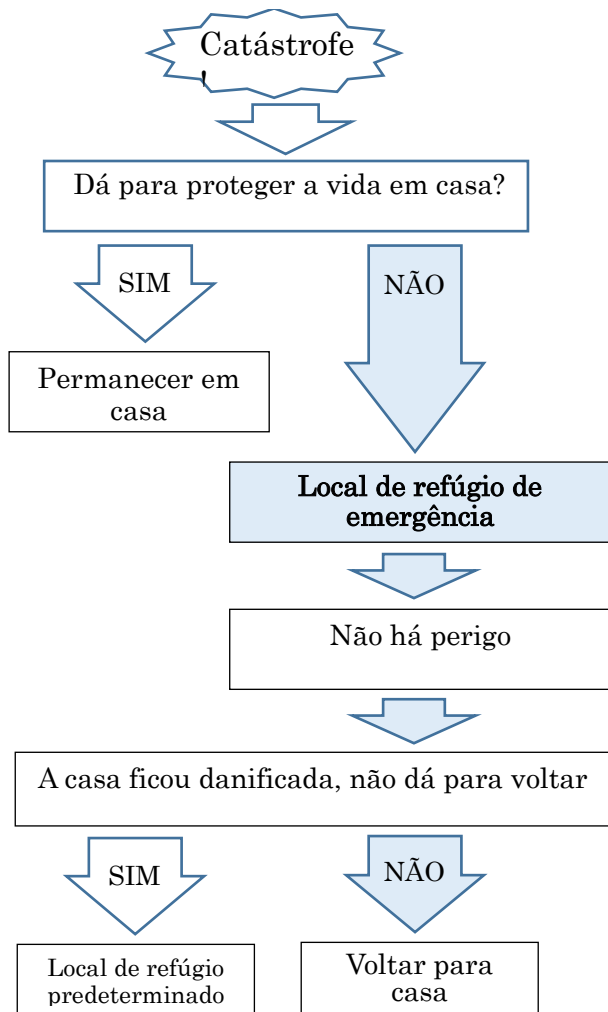 Catástrofe
!
Dá para proteger a vida em casa?
SIM
NÃO
Permanecer em
casa
Local de refúgio de
emergência
Não há perigo
A casa ficou danificada, não dá para voltar
SIM
NÃO
Local de refúgio
predeterminado
Voltar para
casa